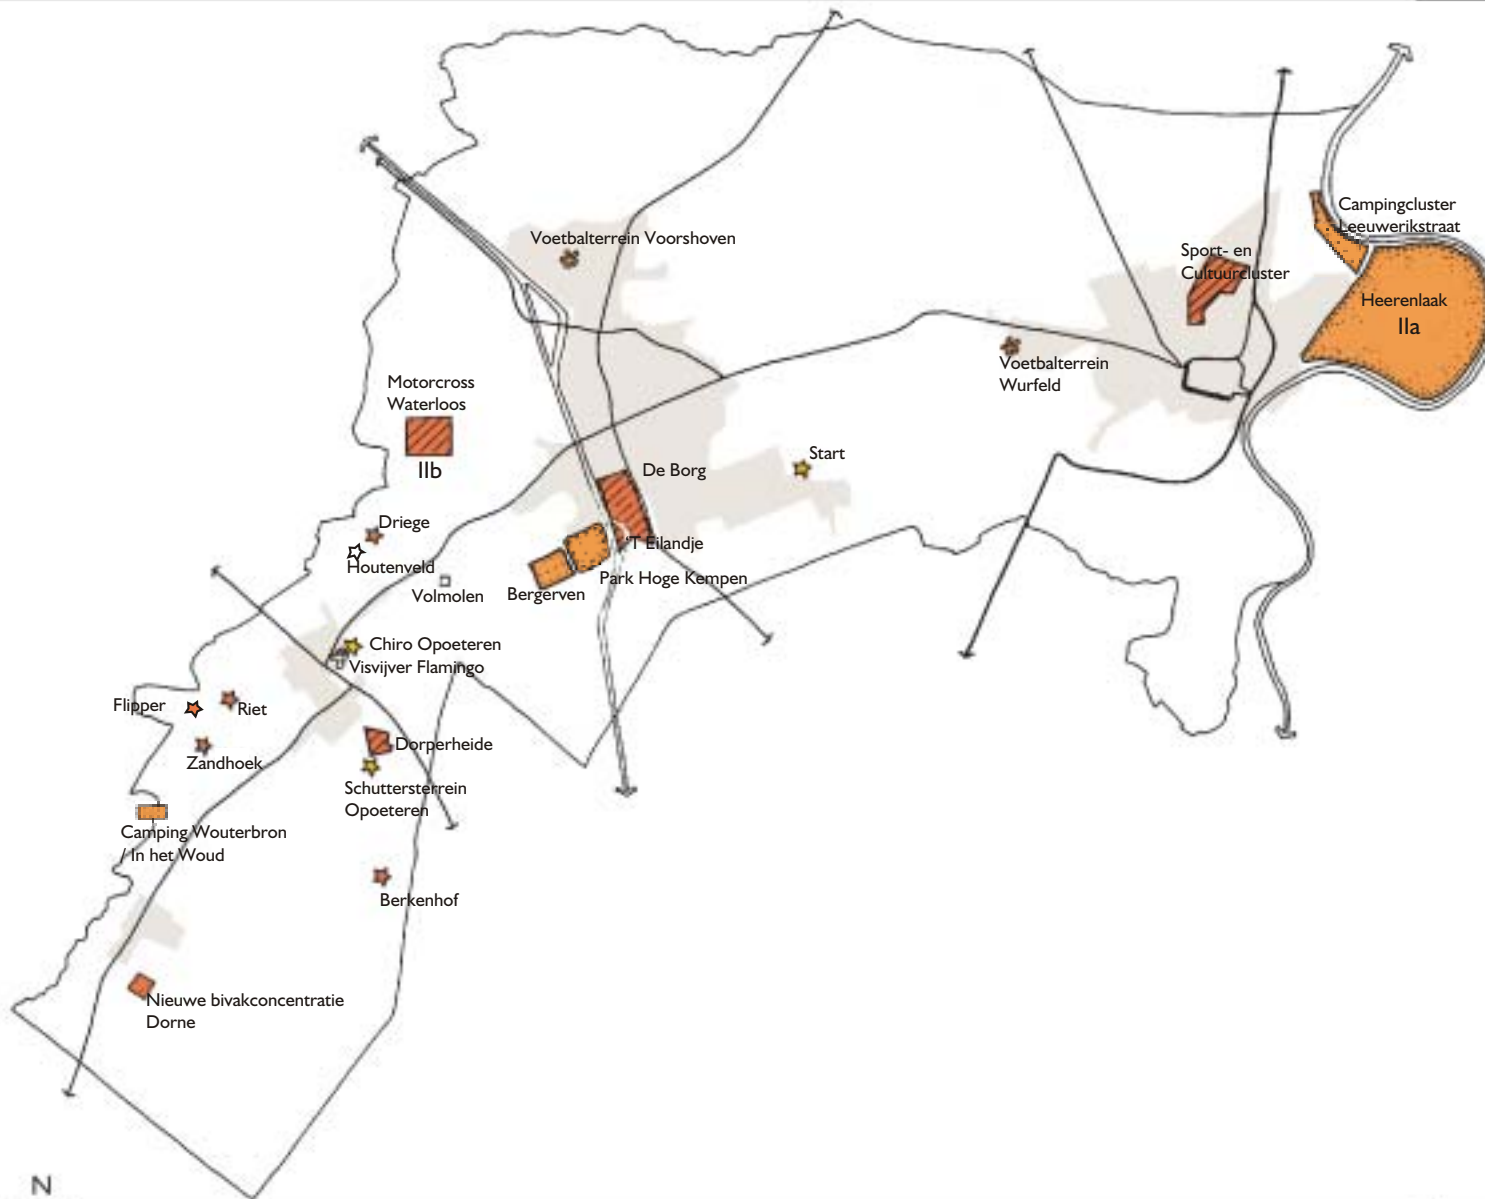 Campingcluster
Leeuwerikstraat
Voetbalterrein Voorshoven
Sport- en
Cultuurcluster
Heerenlaak
IIa
Voetbalterrein
Wurfeld
Motorcross
Waterloos
IIb
Start
De Borg
Driege
'T Eilandje
Houtenveld
Park Hoge Kempen
Volmolen
Bergerven
Chiro Opoeteren
Visvijver Flamingo
Flipper
Riet
Dorperheide
Zandhoek
Schuttersterrein
Opoeteren
Camping Wouterbron
/ In het Woud
Berkenhof
Nieuwe bivakconcentratie
Dorne
N